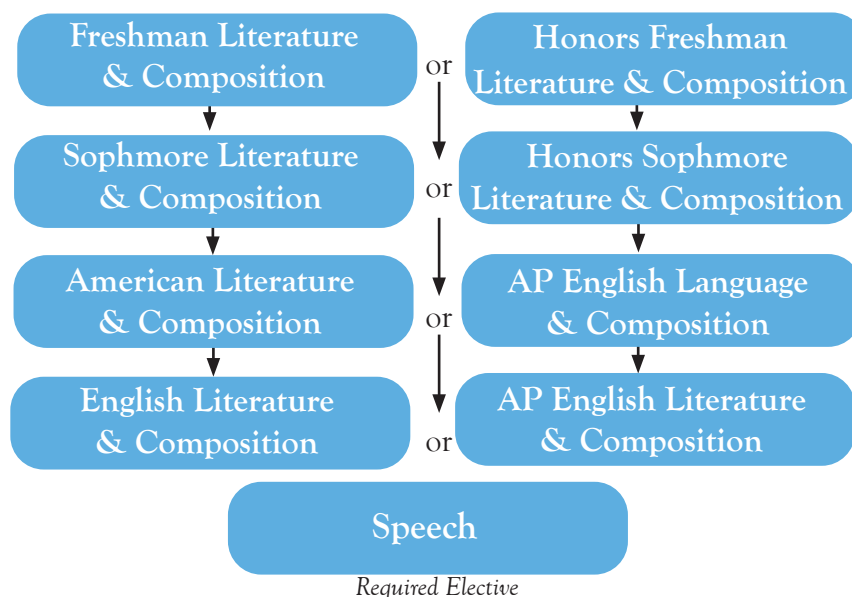 Freshman Literature
& Composition
or
Honors Freshman
Literature & Composition
Sophmore Literature
& Composition
or
Honors Sophmore
Literature & Composition
American Literature
& Composition
or
AP English Language
& Composition
English Literature
& Composition
or
AP English Literature
& Composition
Speech
Required Elective